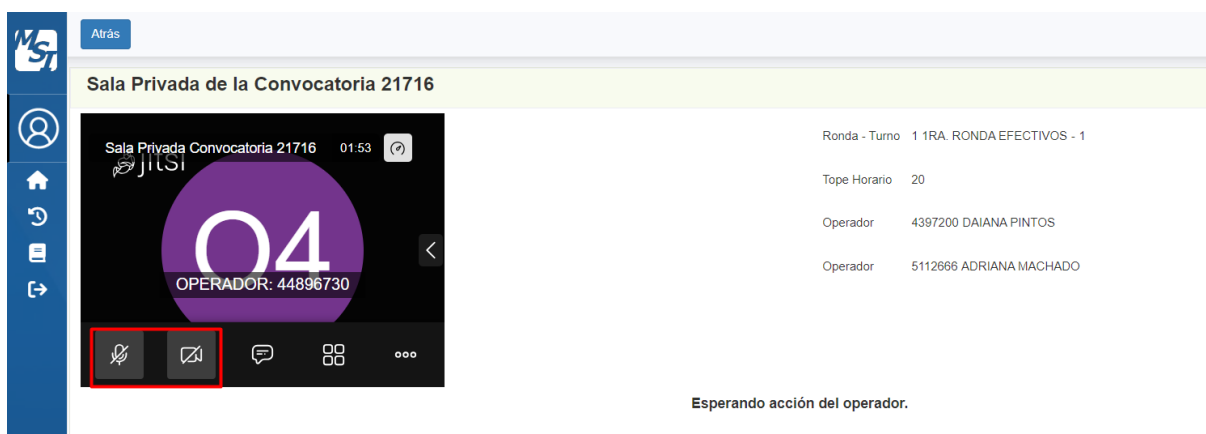 MST
Atrás
Sala Privada de la Convocatoria 21716
Sala Privada Convocatoria 21716 01:53
jitsi
O4
OPERADOR: 44896730
Ronda - Turno 1 1RA. RONDA EFECTIVOS - 1
Tope Horario 20
Operador 4397200 DAIANA PINTOS
Operador 5112666 ADRIANA MACHADO
Esperando acción del operador.